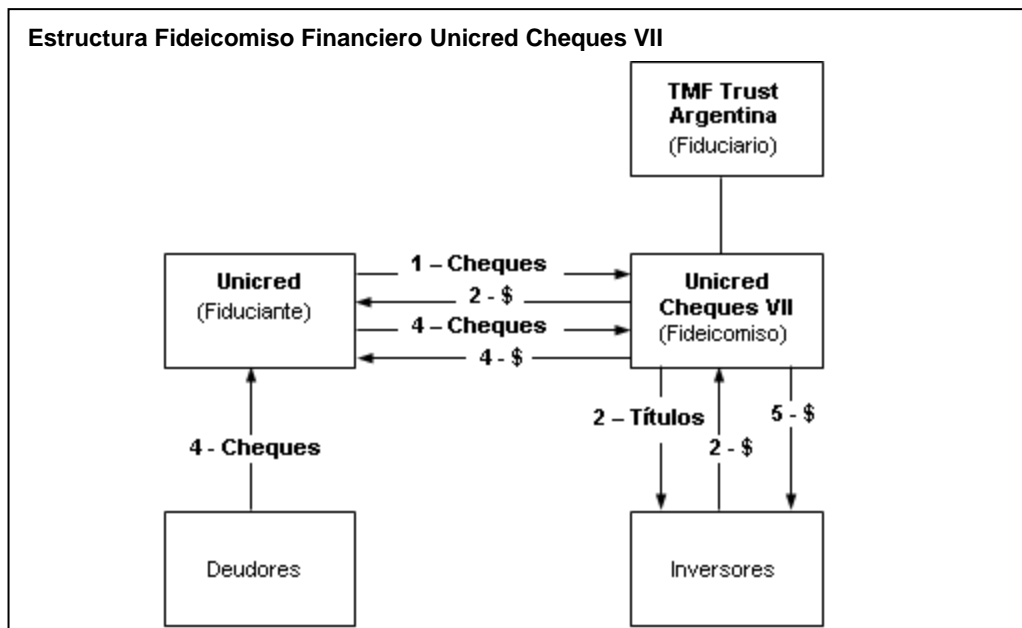 Estructura Fideicomiso Financiero Unicred Cheques VII
TMF Trust
Argentina
(Fiduciario)
Unicred
(Fiduciante)
1 – Cheques
2 - $
4 – Cheques
4 - $
Unicred
Cheques VII
(Fideicomiso)
4 - Cheques
2 – Títulos
2 - $
5 - $
Deudores
Inversores